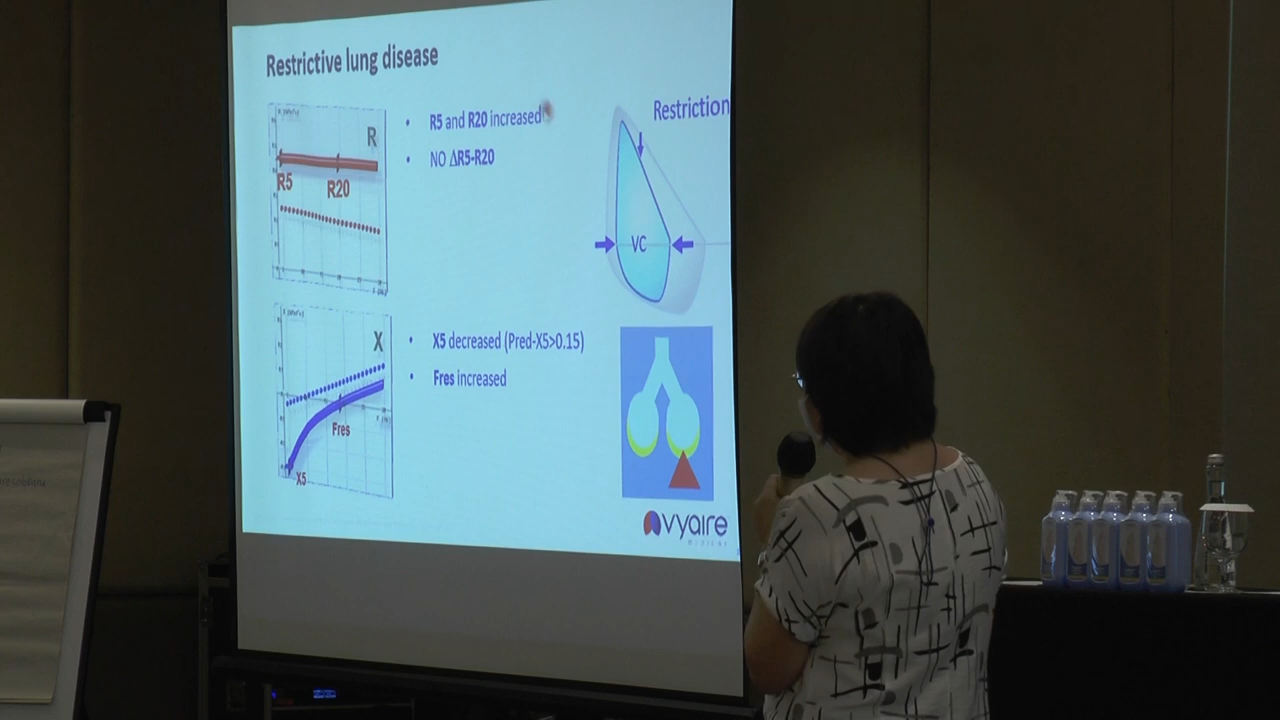 Restrictive lung disease
R
R5
R20
• R5 and R20 increased
• NO ΔR5-R20
Restriction
VC
X
Fres
X5
• X5 decreased (Pred-X5>0.15)
• Fres increased
vyaire
MEDICAL